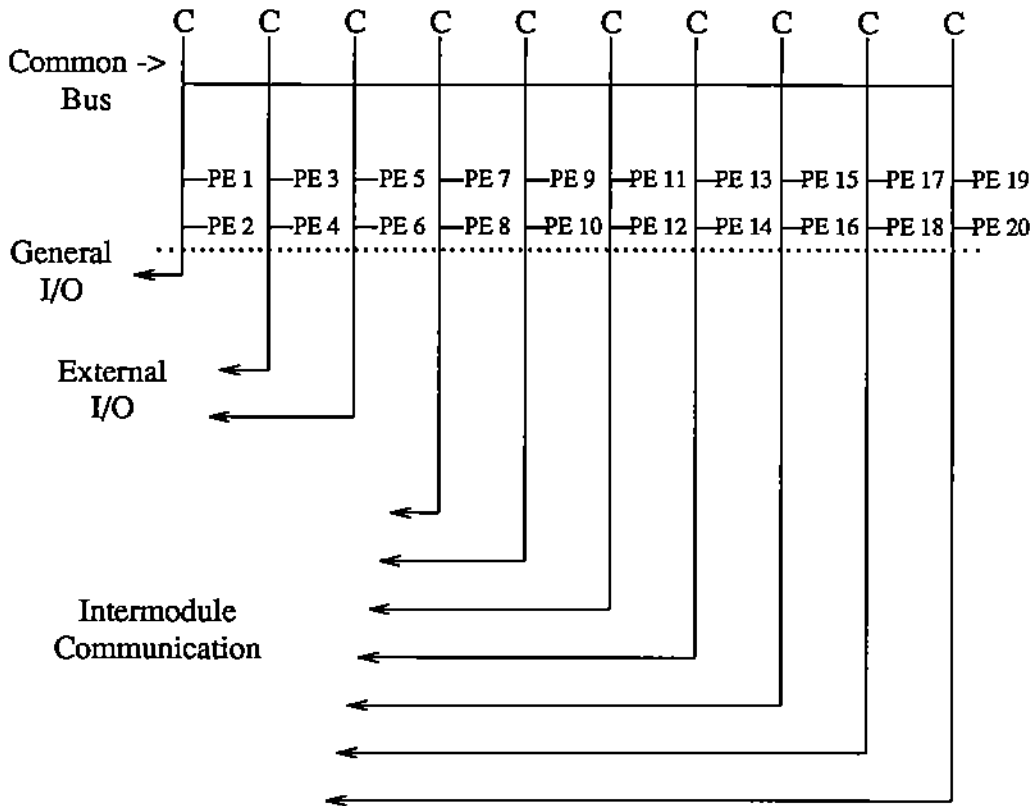 C C C C C C C C C C
Common ->
Bus
PE 1 PE 3 PE 5 PE 7 PE 9 PE 11 PE 13 PE 15 PE 17 PE 19
PE 2 PE 4 PE 6 PE 8 PE 10 PE 12 PE 14 PE 16 PE 18 PE 20
General
I/O
External
I/O
Intermodule
Communication